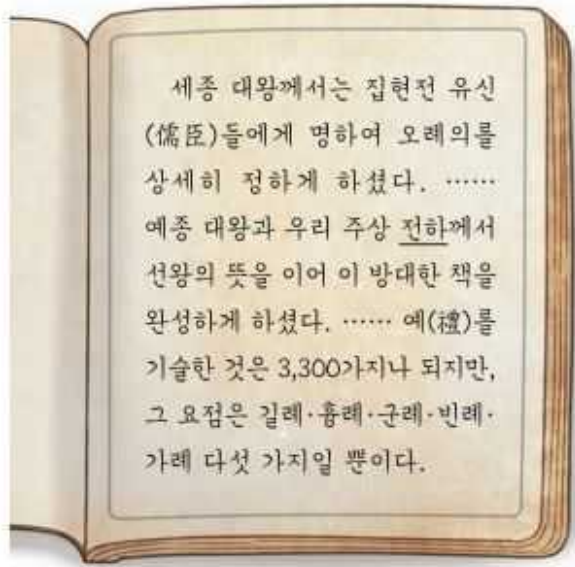 세종 대왕께서는 집현전 유신
(儒臣)들에게 명하여 오례의를
상세히 정하게 하셨다. ……
예종 대왕과 우리 주상 전하께서
선왕의 뜻을 이어 이 방대한 책을
완성하게 하셨다. …… 예(禮)를
기술한 것은 3,300가지나 되지만,
그 요점은 길례·흉례·군례·빈례·
가례 다섯 가지일 뿐이다.